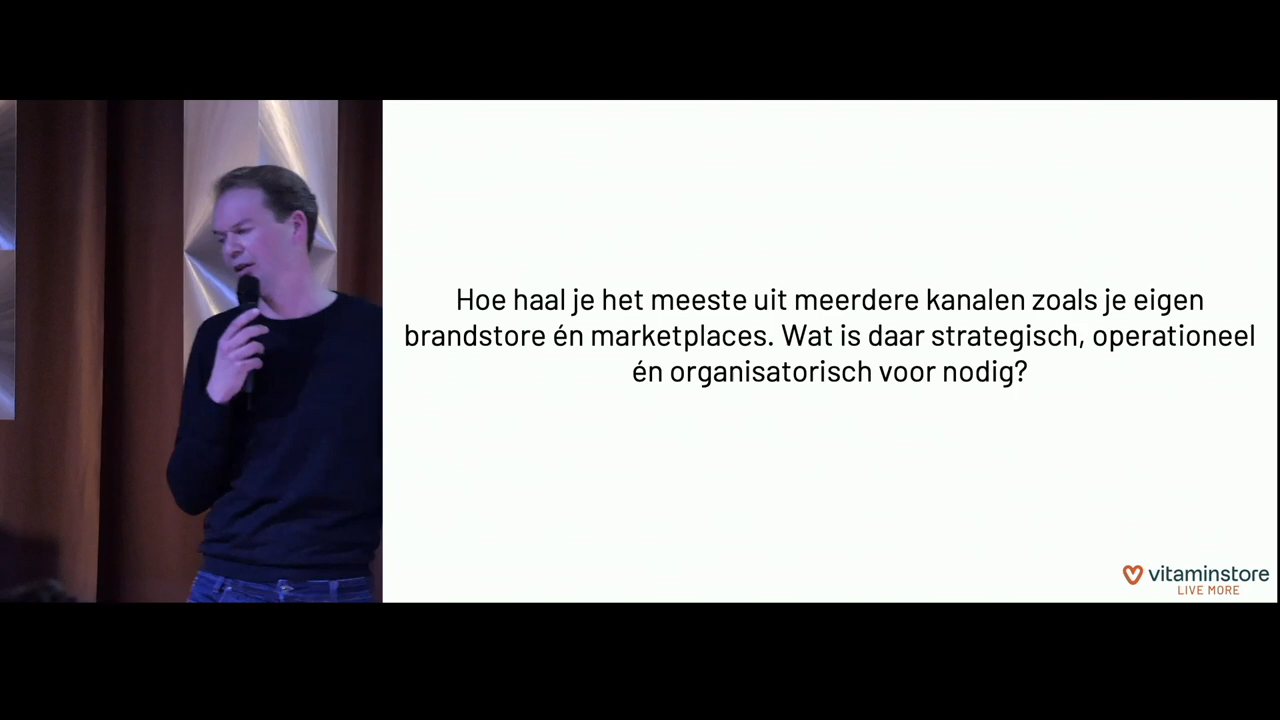 Hoe haal je het meeste uit meerdere kanalen zoals je eigen
brandstore én marketplaces. Wat is daar strategisch, operationeel
én organisatorisch voor nodig?
vitaminstore
LIVE MORE